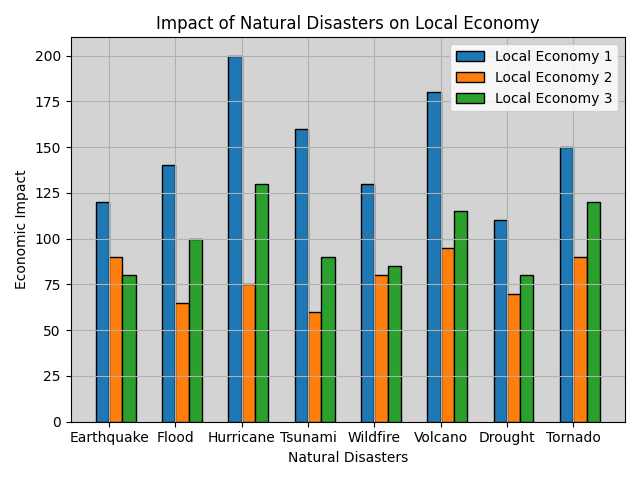 Impact of Natural Disasters on Local Economy
Local Economy 1
Local Economy 2
Local Economy 3
Economic Impact
200
175
150
125
100
75
50
25
0
Earthquake Flood Hurricane Tsunami Wildfire Volcano Drought Tornado
Natural Disasters